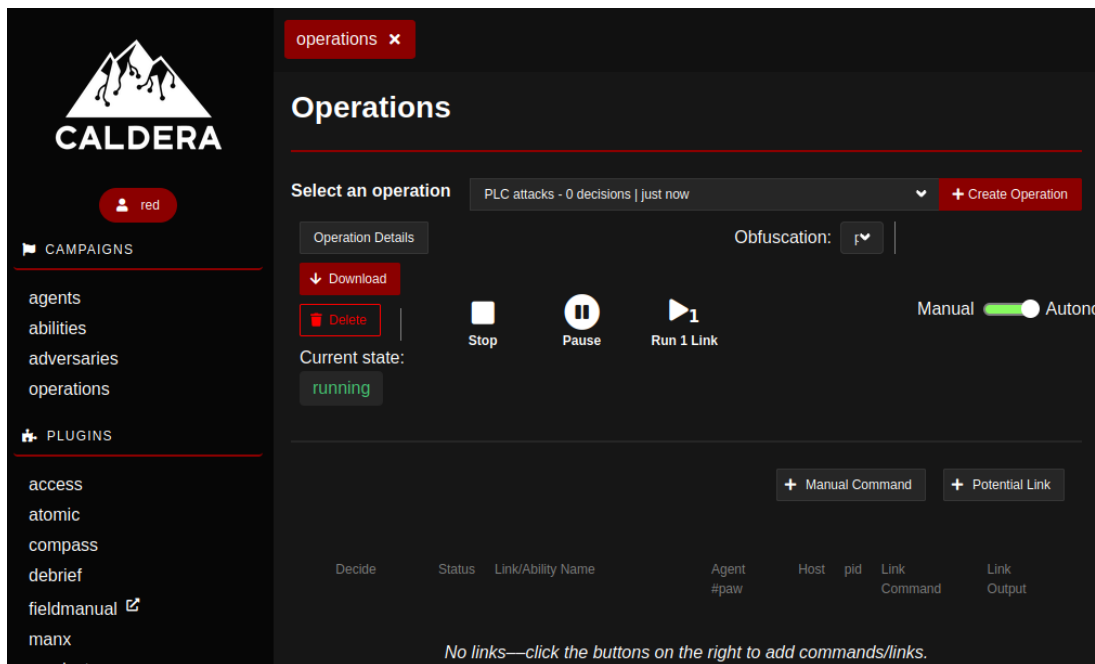 CALDERA
red
CAMPAIGNS
agents
abilities
adversaries
operations
PLUGINS
access
atomic
compass
debrief
fieldmanual
manx
operations ×
Operations
Select an operation
PLC attacks - 0 decisions | just now
+ Create Operation
Operation Details
Obfuscation:
Download
Delete
Stop
Pause
1
Run 1 Link
Manual
Current state:
running
+ Manual Command
+ Potential Link
Decide Status Link/Ability Name Agent #paw Host pid Link Command Link Output
No links—click the buttons on the right to add commands/links.